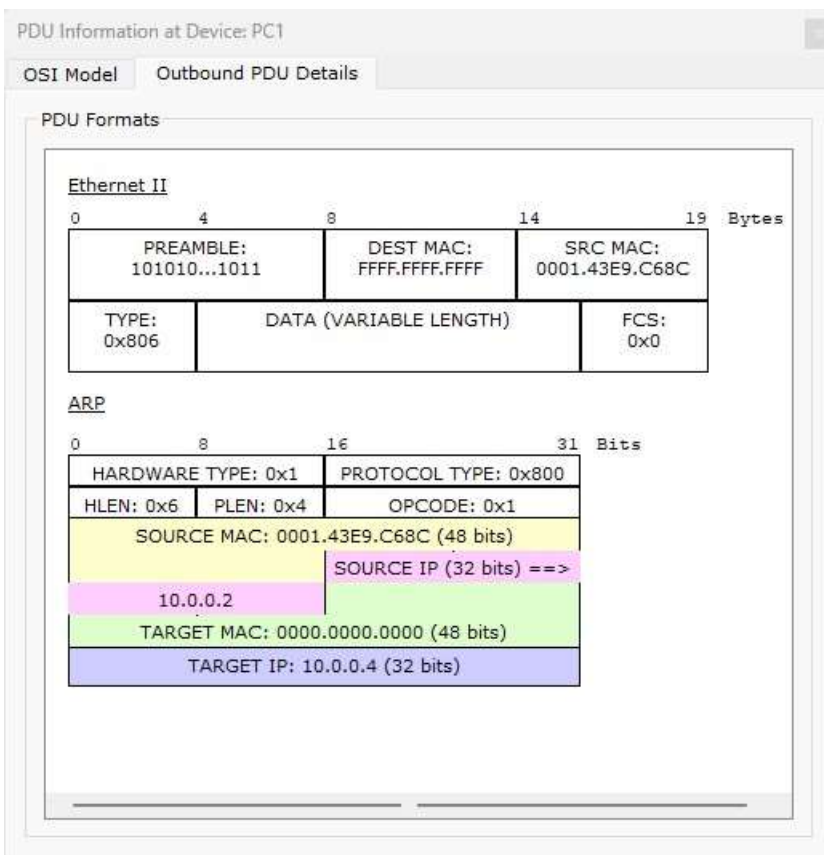 PDU Information at Device: PC1
OSI Model Outbound PDU Details
PDU Formats
Ethernet II
0 4 8 14 19 Bytes
PREAMBLE: DEST MAC: SRC MAC:
101010...1011 FFFF.FFFF.FFFF 0001.43E9.C68C
TYPE: DATA (VARIABLE LENGTH) FCS:
0x806 0x0
ARP
0 8 16 31 Bits
HARDWARE TYPE: 0x1 PROTOCOL TYPE: 0x800
HLEN: 0x6 PLEN: 0x4 OPCODE: 0x1
SOURCE MAC: 0001.43E9.C68C (48 bits)
SOURCE IP (32 bits) ==>
10.0.0.2
TARGET MAC: 0000.0000.0000 (48 bits)
TARGET IP: 10.0.0.4 (32 bits)